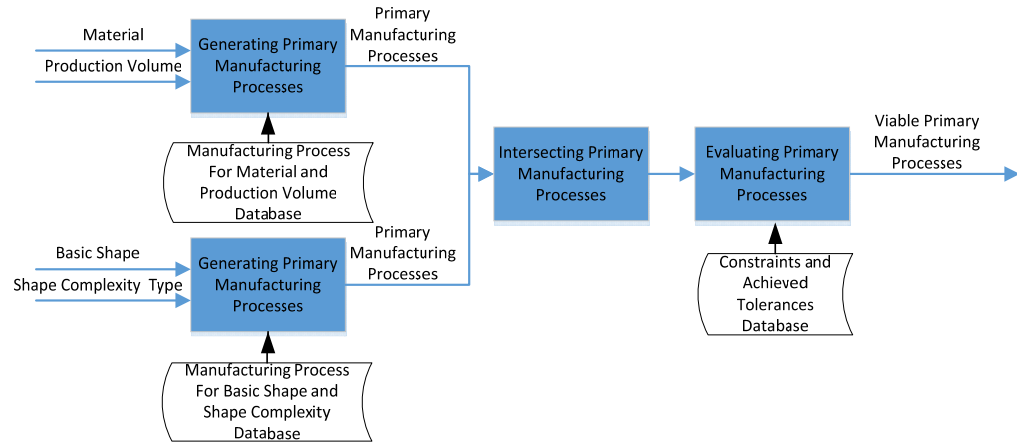 Material
Production Volume
Generating Primary
Manufacturing
Processes
Primary
Manufacturing
Processes
Manufacturing Process
For Material and
Production Volume
Database
Basic Shape
Shape Complexity Type
Generating Primary
Manufacturing
Processes
Primary
Manufacturing
Processes
Manufacturing Process
For Basic Shape and
Shape Complexity
Database
Intersecting Primary
Manufacturing
Processes
Evaluating Primary
Manufacturing
Processes
Constraints and
Achieved
Tolerances
Database
Viable Primary
Manufacturing
Processes